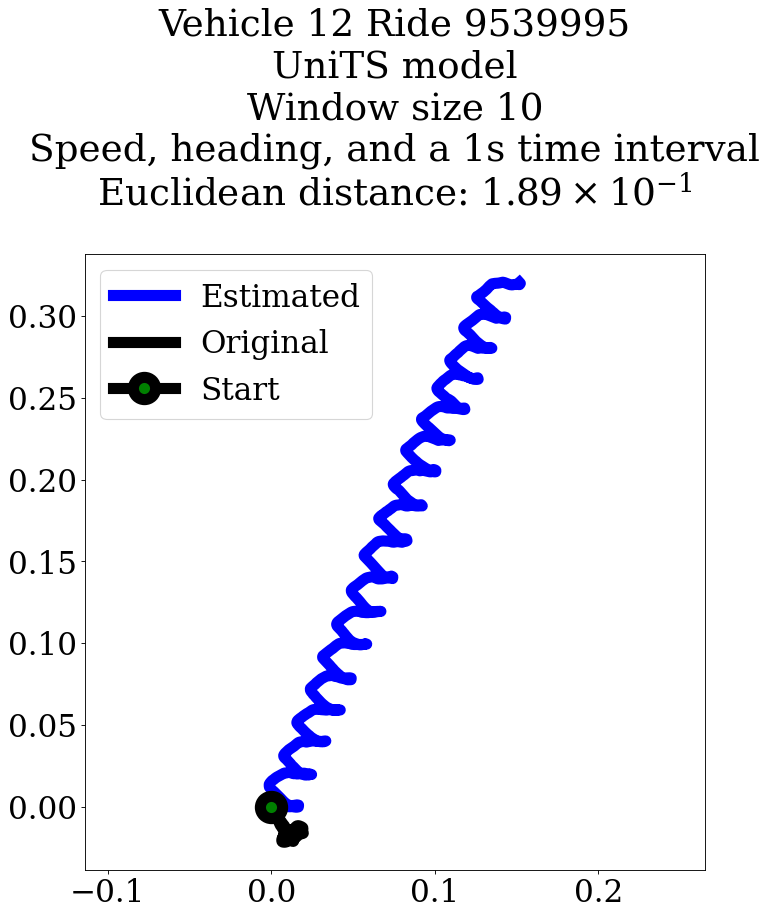 Vehicle 12 Ride 9539995
UniTS model
Window size 10
Speed, heading, and a 1s time interval
Euclidean distance: 1.89 × 10⁻¹
Estimated
Original
Start
0.30
0.25
0.20
0.15
0.10
0.05
0.00
−0.1
0.0
0.1
0.2